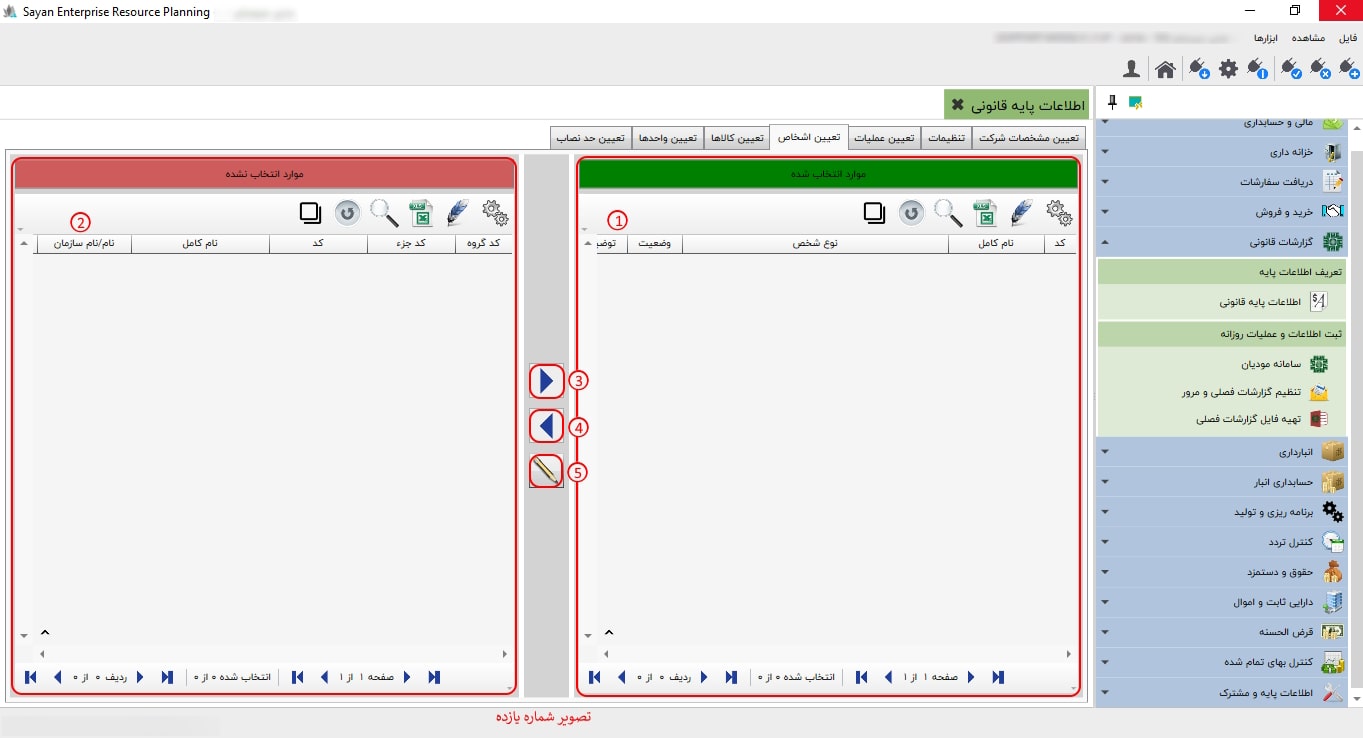 Sayan Enterprise Resource Planning
فایل
مشاهده
ابزارها
اطلاعات پایه قانونی
تعیین مشخصات شرکت
تنظیمات
تعیین عملیات
تعیین اشخاص
تعیین کالاها
تعیین واحدها
تعیین حد نصاب
مالی و حسابداری
خزانه داری
دریافت سفارشات
خرید و فروش
گزارشات قانونی
تعریف اطلاعات پایه
اطلاعات پایه قانونی
ثبت اطلاعات و عملیات روزانه
سامانه مودیان
تنظیم گزارشات فصلی و مرور
تهیه فایل گزارشات فصلی
انبارداری
حسابداری انبار
برنامه ریزی و تولید
کنترل تردد
حقوق و دستمزد
دارایی ثابت و اموال
قرض الحسنه
کنترل بهای تمام شده
اطلاعات پایه و مشترک
موارد انتخاب شده
1
کد
نام کامل
نوع شخص
وضعیت
توض
صفحه ۱ از ۱
انتخاب شده ۰ از ۰
ردیف ۰ از ۰
3
4
5
موارد انتخاب نشده
2
کد گروه
کد جزء
کد
نام کامل
نام/نام سازمان
صفحه ۱ از ۱
انتخاب شده ۰ از ۰
ردیف ۰ از ۰
تصویر شماره یازده